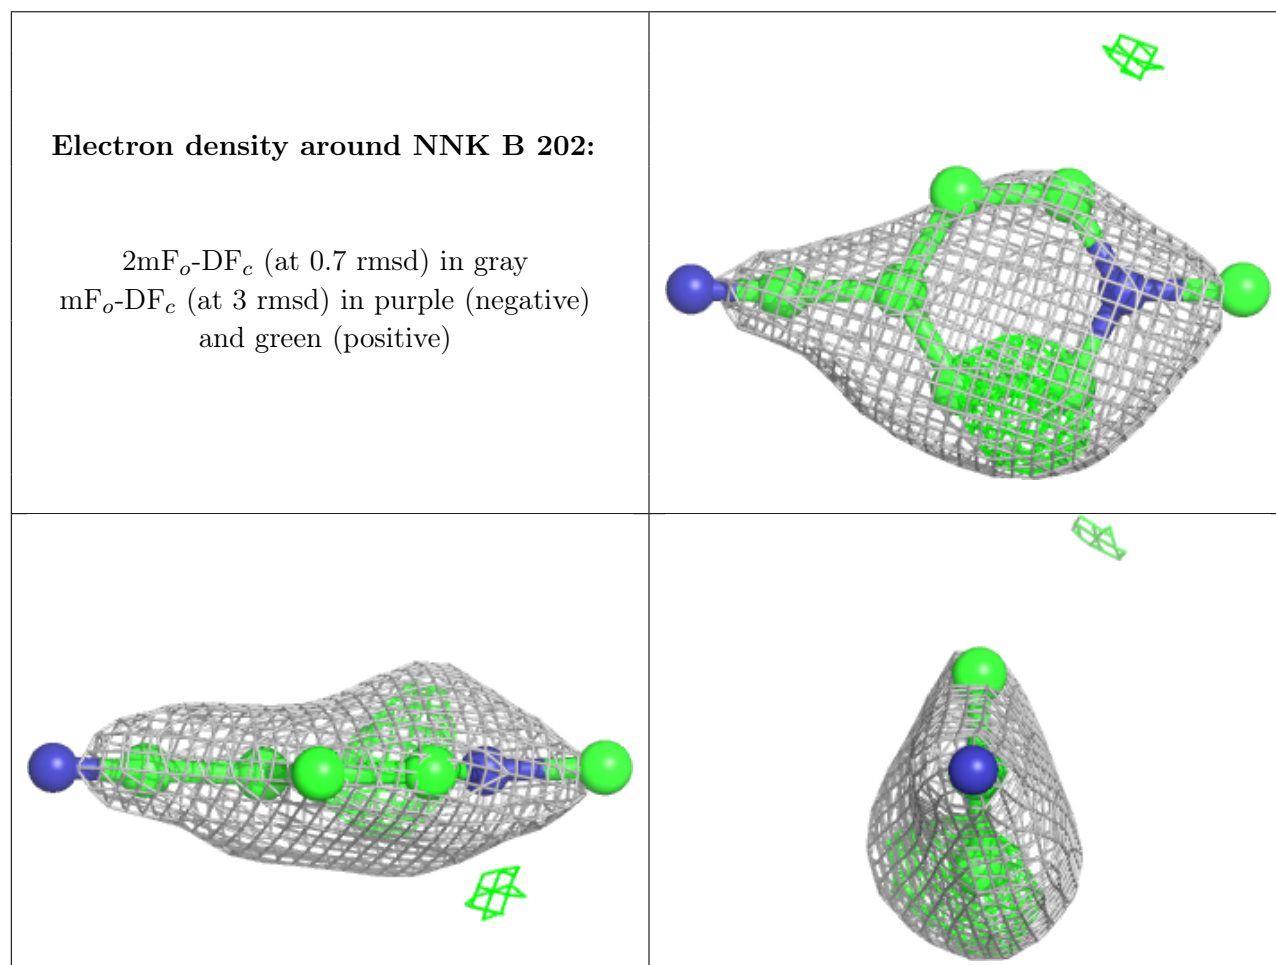 Electron density around NNK B 202:
2mFₒ-DF𝒸 (at 0.7 rmsd) in gray
mFₒ-DF𝒸 (at 3 rmsd) in purple (negative)
and green (positive)